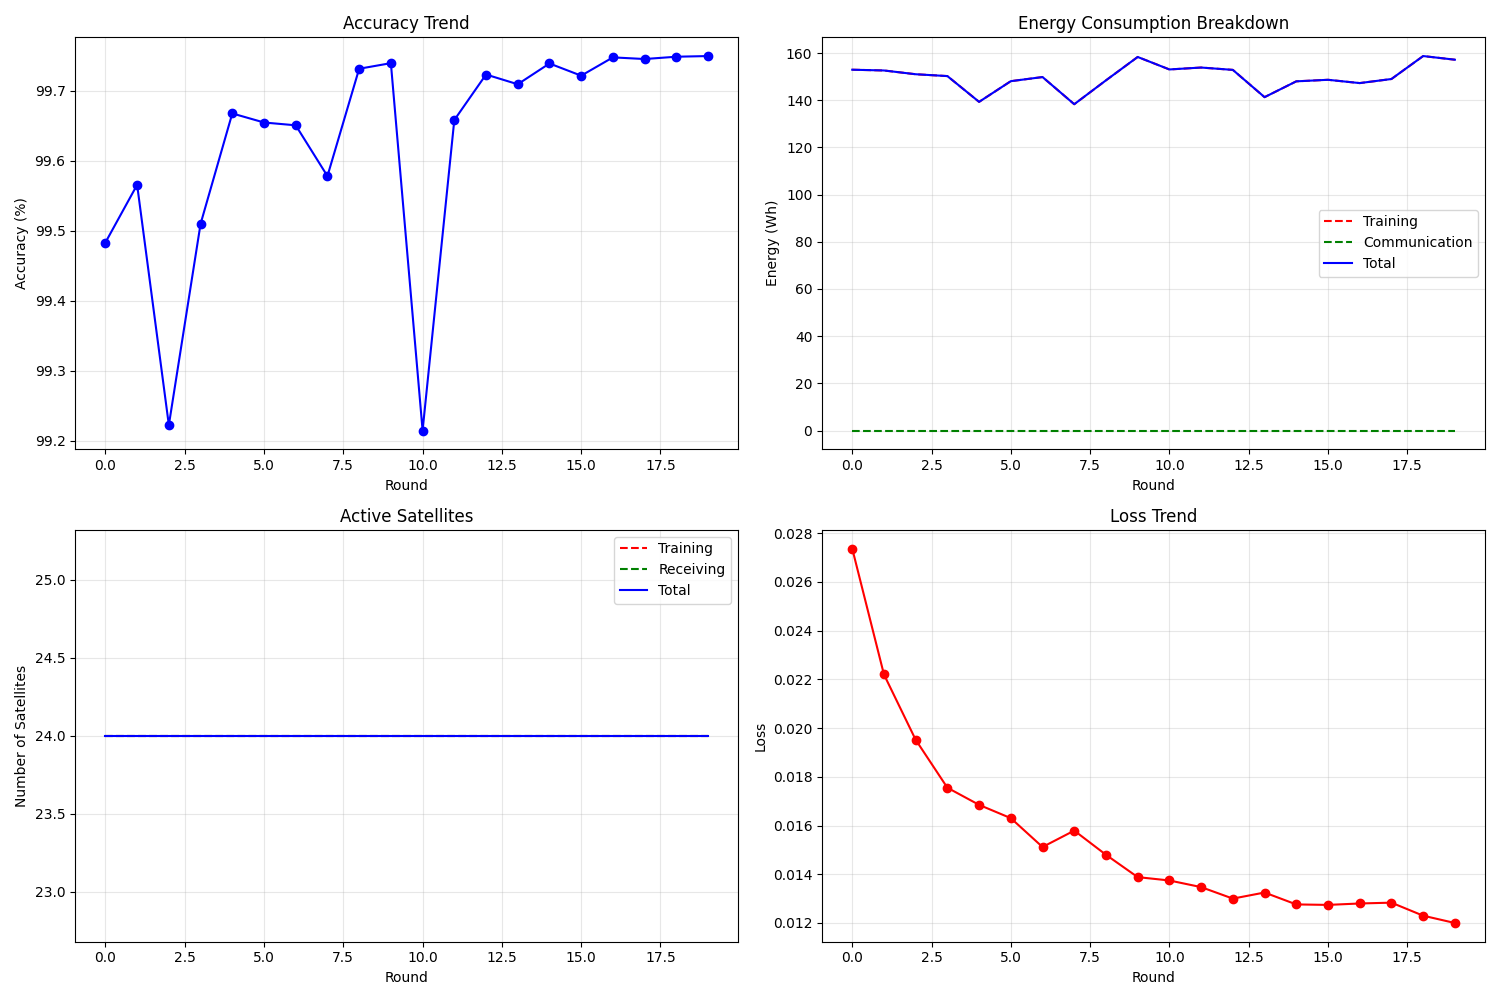 Accuracy Trend
Accuracy (%)
99.7
99.6
99.5
99.4
99.3
99.2
0.0 2.5 5.0 7.5 10.0 12.5 15.0 17.5
Round
Energy Consumption Breakdown
Energy (Wh)
160
140
120
100
80
60
40
20
0
Training
Communication
Total
0.0 2.5 5.0 7.5 10.0 12.5 15.0 17.5
Round
Active Satellites
Number of Satellites
25.0
24.5
24.0
23.5
23.0
Training
Receiving
Total
0.0 2.5 5.0 7.5 10.0 12.5 15.0 17.5
Round
Loss Trend
Loss
0.028
0.026
0.024
0.022
0.020
0.018
0.016
0.014
0.012
0.0 2.5 5.0 7.5 10.0 12.5 15.0 17.5
Round